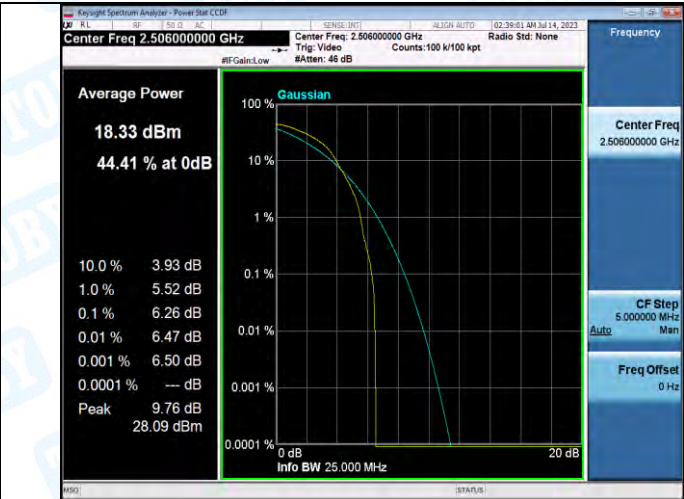 Keysight Spectrum Analyzer - Power Stat CCDF
RL RF 50 Ω AC SENSE:INT ALIGN AUTO 02:39:01 AM Jul 14, 2023
Center Freq 2.506000000 GHz
Center Freq: 2.506000000 GHz
Radio Std: None
Trig: Video
Counts:100 k/100 kpt
#IFGain:Low
#Atten: 46 dB
Frequency
Average Power
18.33 dBm
44.41 % at 0dB
10.0 % 3.93 dB
1.0 % 5.52 dB
0.1 % 6.26 dB
0.01 % 6.47 dB
0.001 % 6.50 dB
0.0001 % --- dB
Peak 9.76 dB
28.09 dBm
Gaussian
100 %
10 %
1 %
0.1 %
0.01 %
0.001 %
0.0001 %
0 dB
20 dB
Info BW 25.000 MHz
Center Freq
2.506000000 GHz
CF Step
5.000000 MHz
Auto Man
Freq Offset
0 Hz
MSG
STATUS